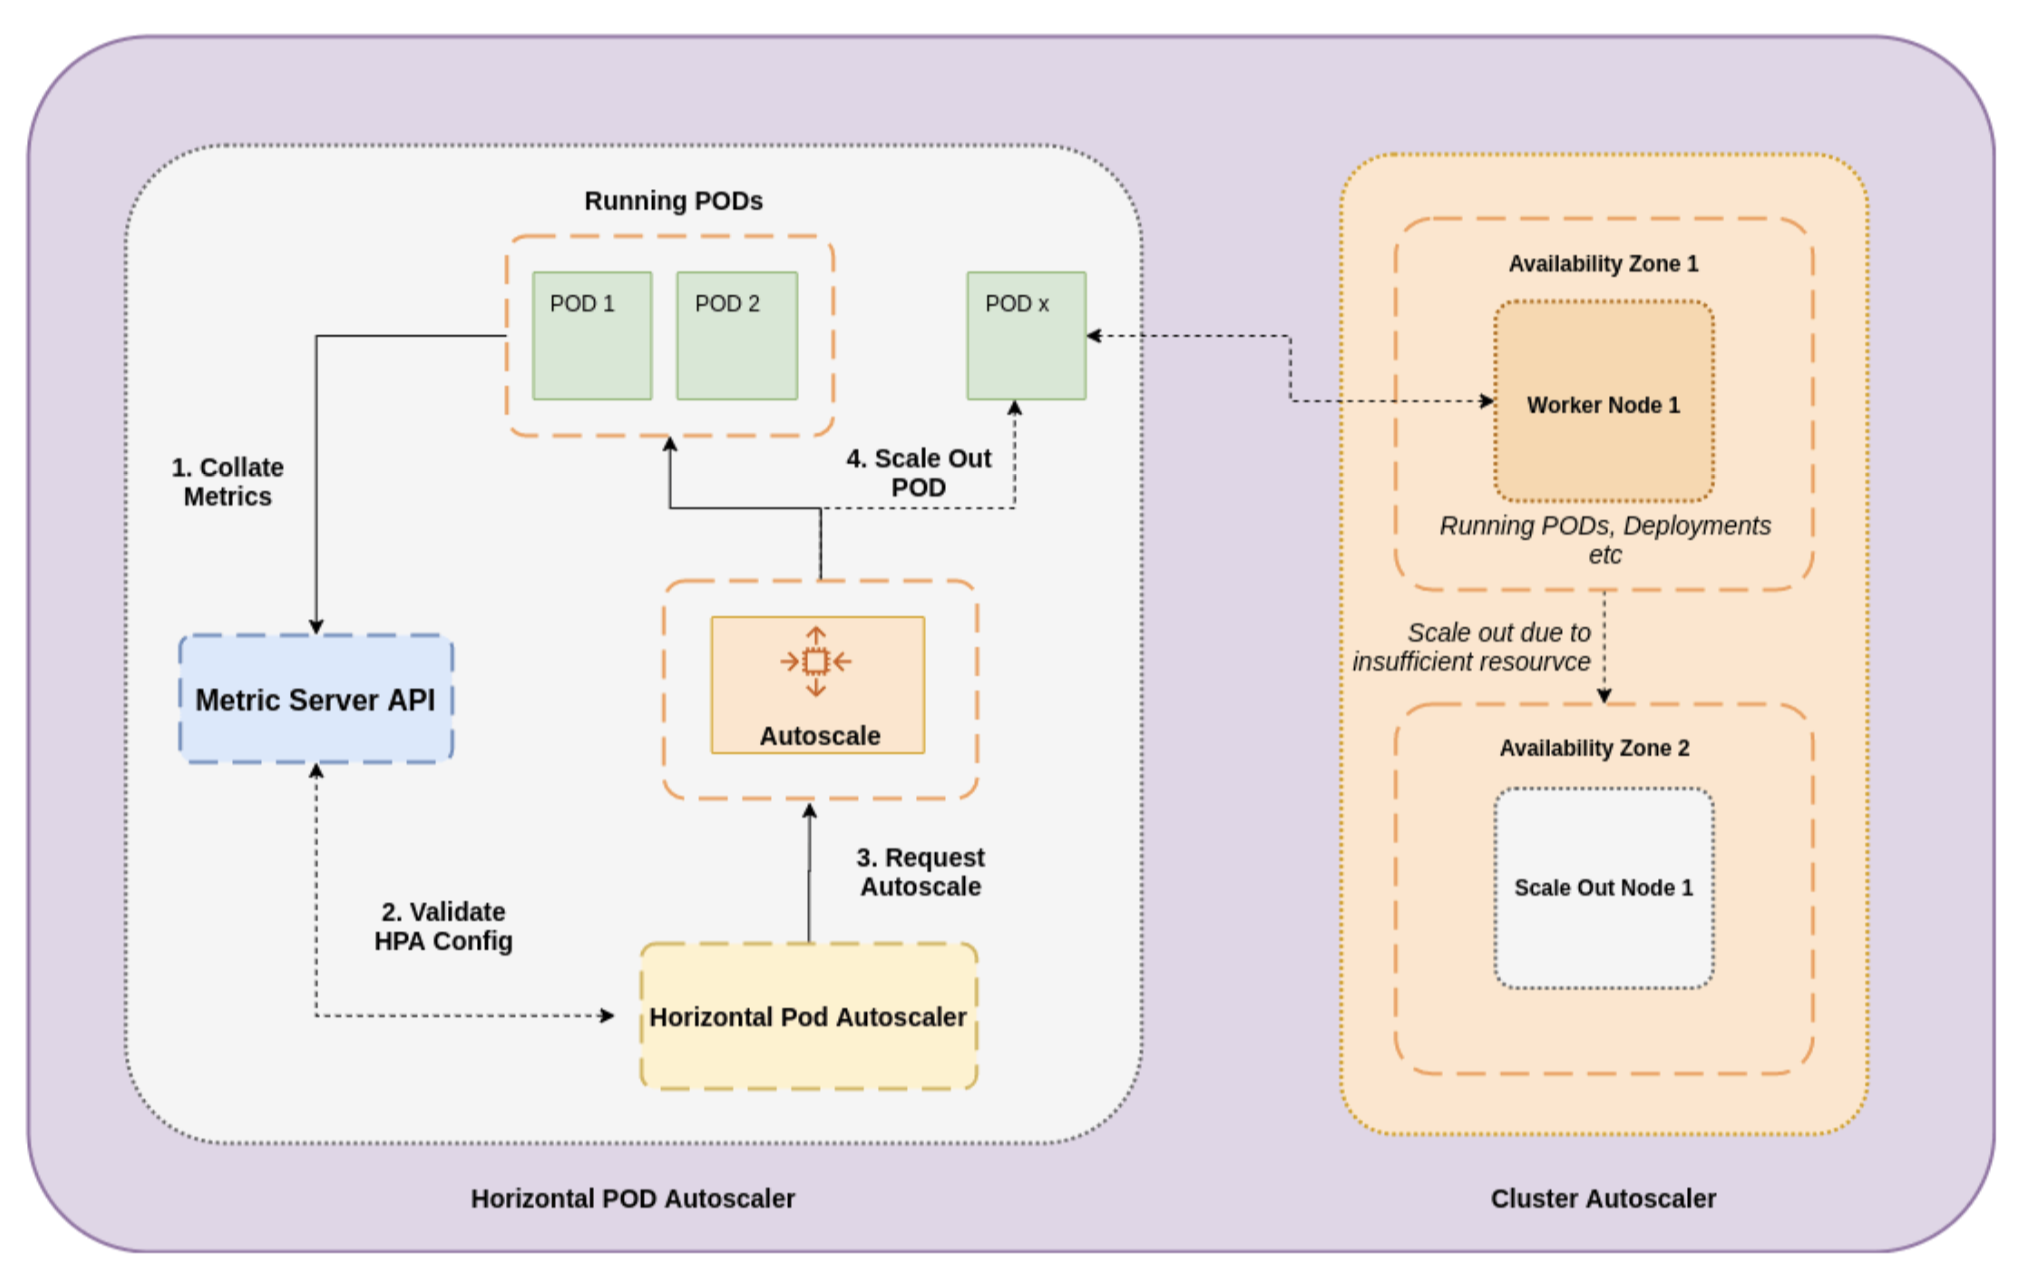 Running PODs
POD 1
POD 2
POD x
1. Collate
Metrics
4. Scale Out
POD
Metric Server API
Autoscale
2. Validate
HPA Config
3. Request
Autoscale
Horizontal Pod Autoscaler
Horizontal POD Autoscaler
Availability Zone 1
Worker Node 1
Running PODs, Deployments
etc
Scale out due to
insufficient resourvce
Availability Zone 2
Scale Out Node 1
Cluster Autoscaler